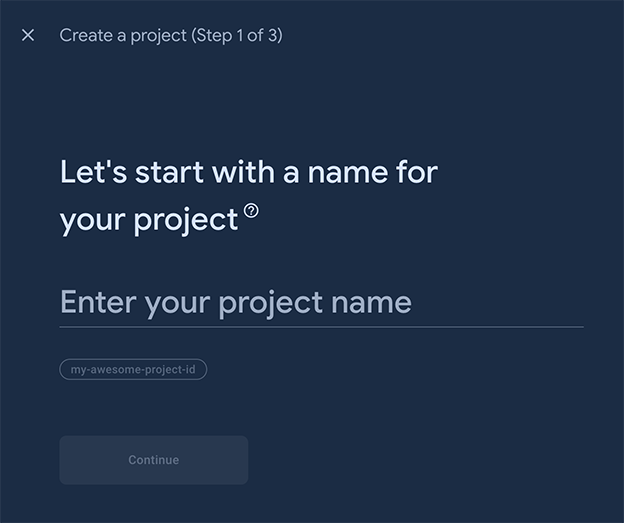 Create a project (Step 1 of 3)
Let's start with a name for
your project
Enter your project name
my-awesome-project-id
Continue